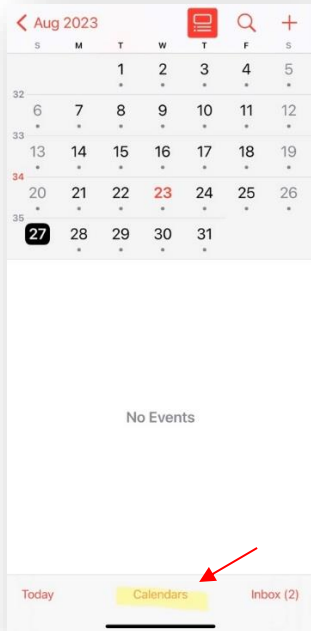 Aug 2023
S M T W T F S
1 2 3 4 5
32
6 7 8 9 10 11 12
33
13 14 15 16 17 18 19
34
20 21 22 23 24 25 26
35
27 28 29 30 31
No Events
Today Calendars Inbox (2)